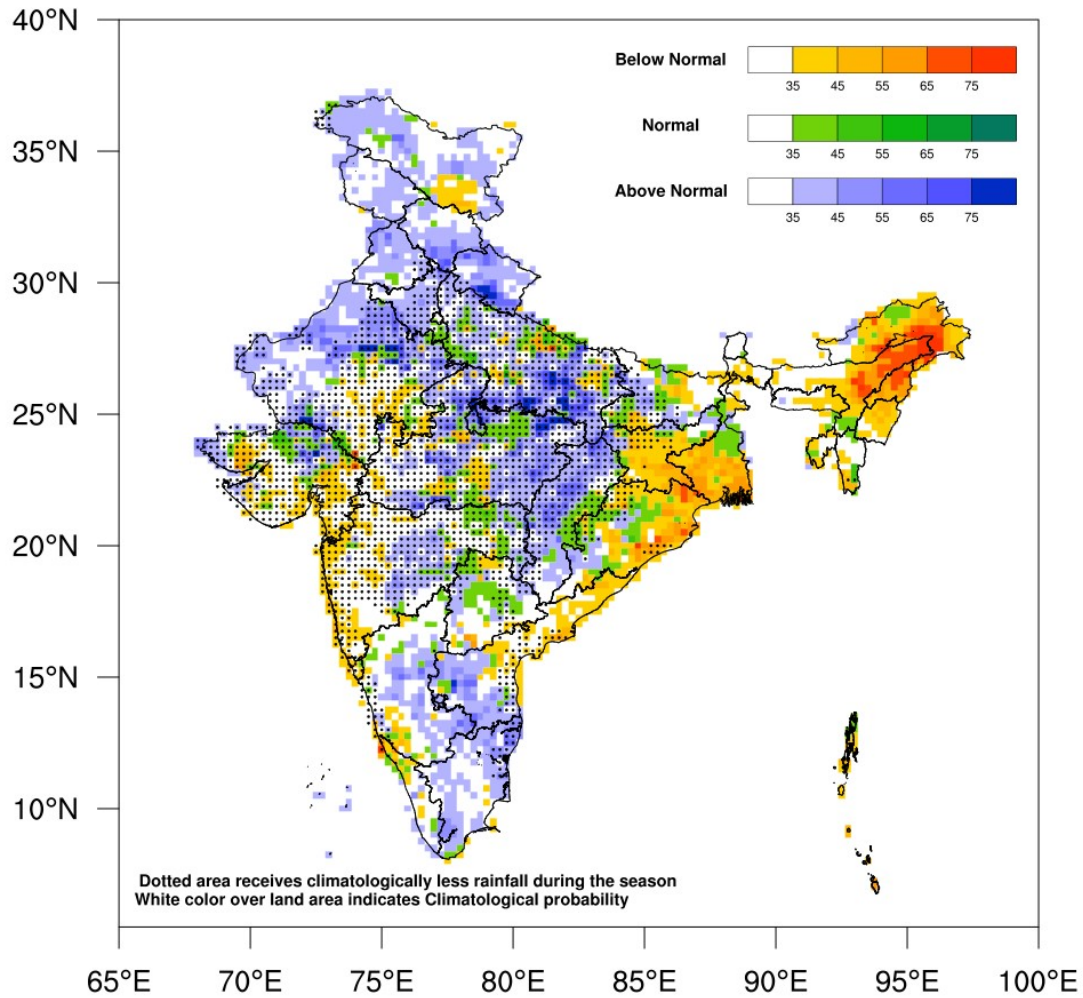 40°N
Below Normal
35 45 55 65 75
Normal
35 45 55 65 75
35°N
Above Normal
35 45 55 65 75
30°N
25°N
20°N
15°N
10°N
Dotted area receives climatologically less rainfall during the season
White color over land area indicates Climatological probability
65°E 70°E 75°E 80°E 85°E 90°E 95°E 100°E